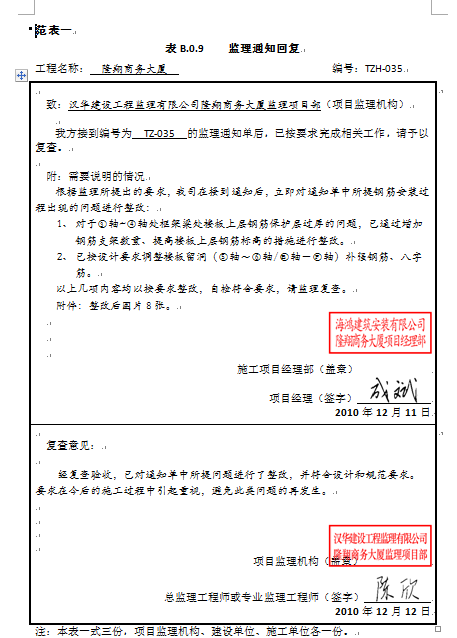 范表一
表 B.0.9 监理通知回复
工程名称： 隆翔商务大厦 编号：TZH-035
致：汉华建设工程监理有限公司隆翔商务大厦监理项目部（项目监理机构）
我方接到编号为 TZ-035 的监理通知单后，已按要求完成相关工作，请予以
复查。
附：需要说明的情况
根据监理所提出的要求，我司在接到通知后，立即对通知单中所提钢筋安装过
程出现的问题进行整改：
1、 对于①轴~④轴处框架梁处楼板上层钢筋保护层过厚的问题，已通过增加
钢筋支架数量、提高楼板上层钢筋标高的措施进行整改。
2、 已按设计要求调整楼板留洞（ 补强钢筋、八字
筋。
以上几项内容均以按要求整改，自检符合要求，请监理复查。
附件：整改后图片 8 张。
海鸿建筑安装有限公司
隆翔商务大厦项目经理部
施工项目经理部（盖章）
项目经理（签字） 成斌
2010 年 12 月 11 日
复查意见：
经复查验收，已对通知单中所提问题进行了整改，并符合设计和规范要求。
要求在今后的施工过程中引起重视，避免此类问题的再发生。
汉华建设工程监理有限公司
隆翔商务大厦监理项目部
项目监理机构（盖章）
总监理工程师或专业监理工程师（签字） 陈欣
2010 年 12 月 12 日
注：本表一式三份，项目监理机构、建设单位、施工单位各一份。